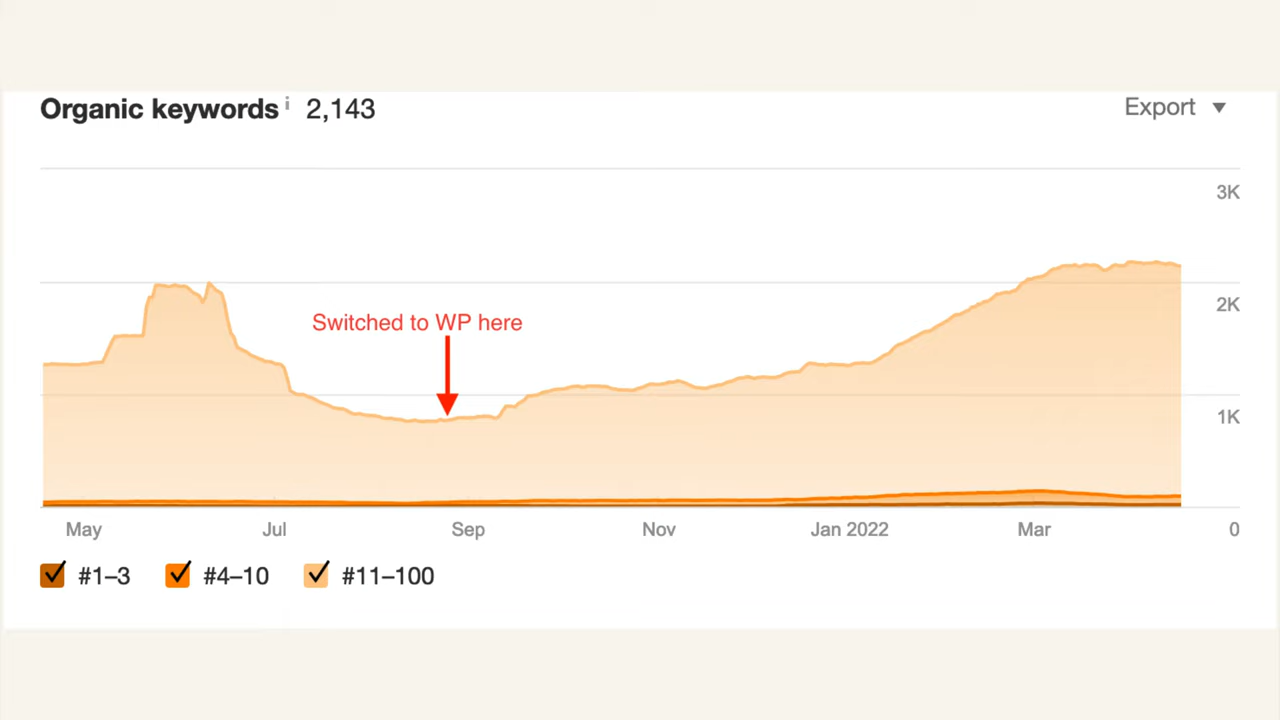 Organic keywords i 2,143
Export ▼
3K
2K
Switched to WP here
1K
May Jul Sep Nov Jan 2022 Mar 0
#1–3 #4–10 #11–100